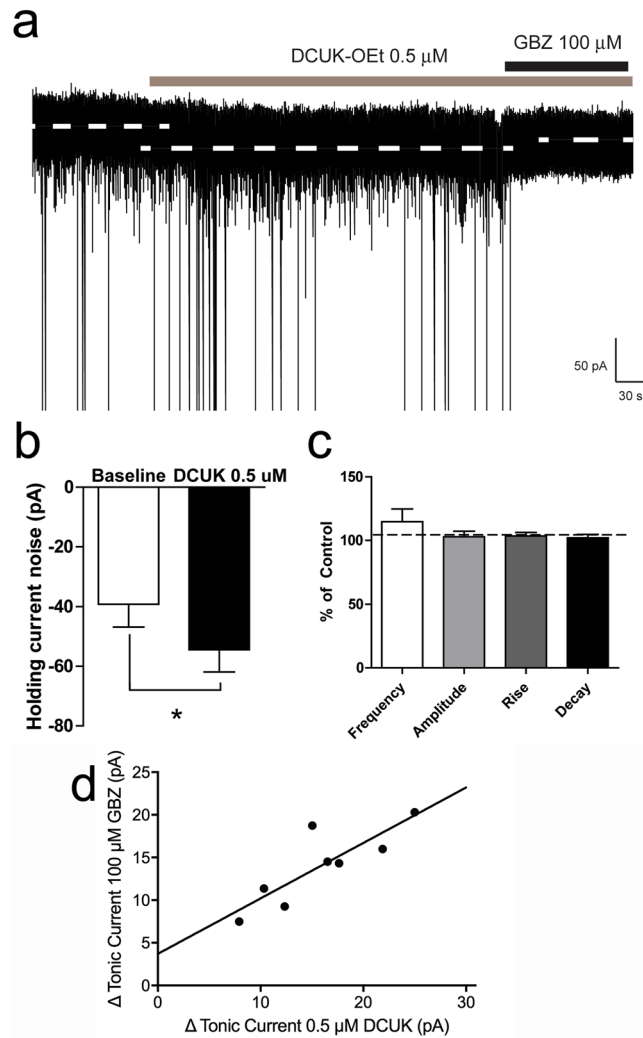 a
GBZ 100 µM
DCUK-OEt 0.5 µM
50 pA
30 s
b
Baseline DCUK 0.5 uM
Holding current noise (pA)
0
-20
-40
-60
-80
*
c
% of Control
150
100
50
0
Frequency
Amplitude
Rise
Decay
d
Δ Tonic Current 100 µM GBZ (pA)
25
20
15
10
5
0
0 10 20 30
Δ Tonic Current 0.5 µM DCUK (pA)